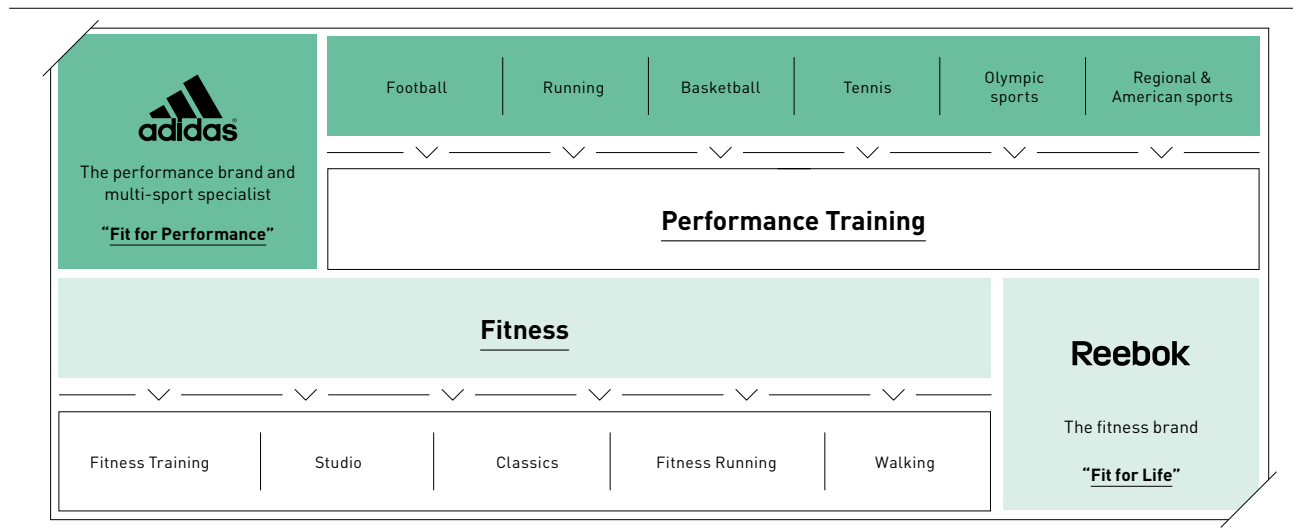 adidas®
The performance brand and
multi-sport specialist
“Fit for Performance”
Football
Running
Basketball
Tennis
Olympic
sports
Regional &
American sports
Performance Training
Fitness
Fitness Training
Studio
Classics
Fitness Running
Walking
Reebok
The fitness brand
“Fit for Life”